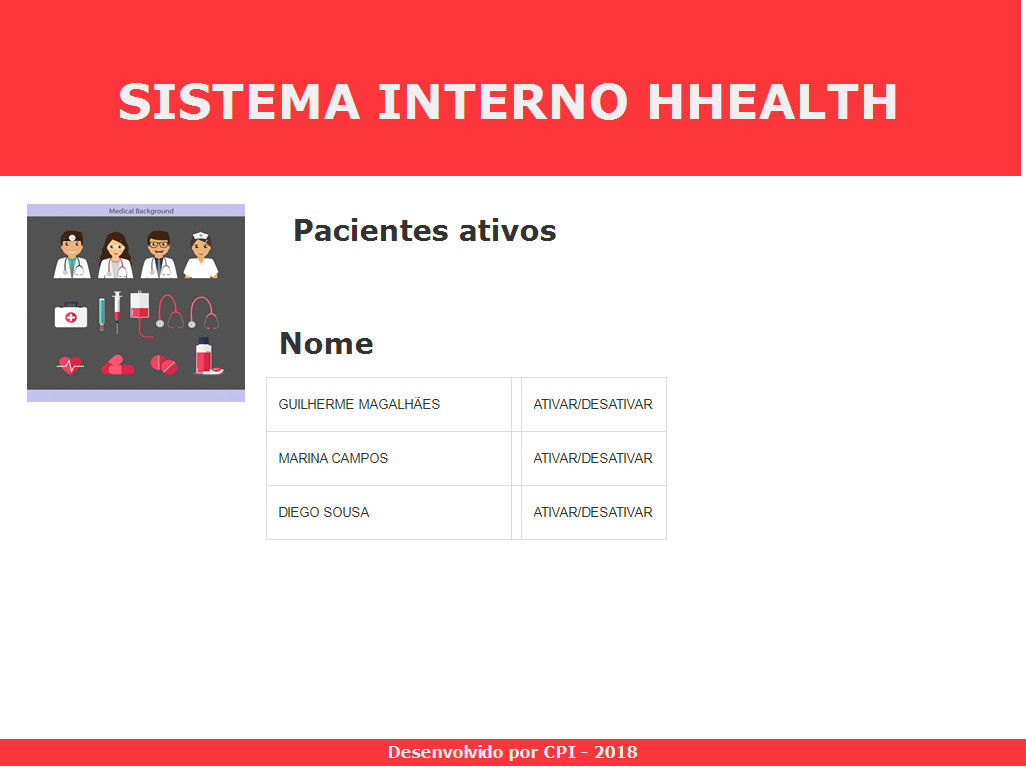 SISTEMA INTERNO HHEALTH
Medical Background
Pacientes ativos
Nome
GUILHERME MAGALHÃES ATIVAR/DESATIVAR
MARINA CAMPOS ATIVAR/DESATIVAR
DIEGO SOUSA ATIVAR/DESATIVAR
Desenvolvido por CPI - 2018